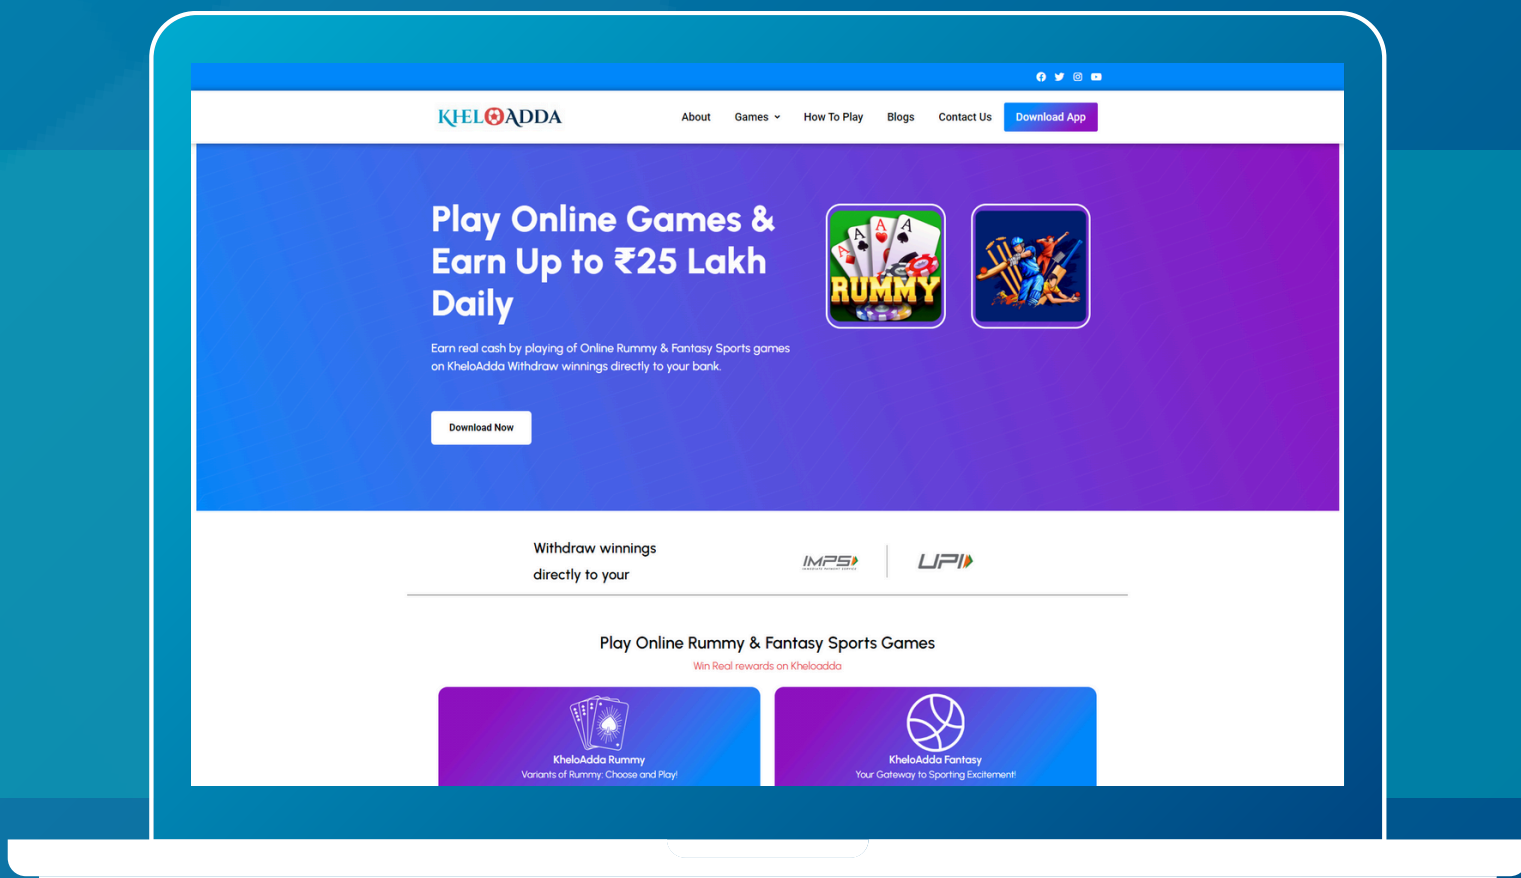 KHELOADDA
About
Games
How To Play
Blogs
Contact Us
Download App
Play Online Games &
Earn Up to ₹25 Lakh
Daily
Earn real cash by playing of Online Rummy & Fantasy Sports games
on KheloAdda Withdraw winnings directly to your bank.
Download Now
A A A A
RUMMY
Withdraw winnings
directly to your
IMPS
IMMEDIATE PAYMENT SERVICE
UPI
Play Online Rummy & Fantasy Sports Games
Win Real rewards on Kheloadda
KheloAdda Rummy
Variants of Rummy: Choose and Play!
KheloAdda Fantasy
Your Gateway to Sporting Excitement!